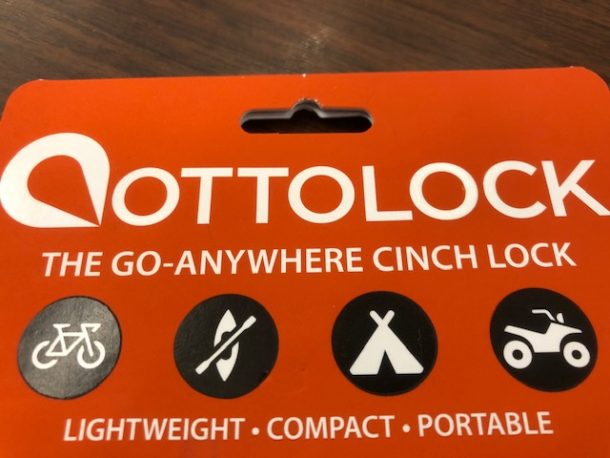 OTTOLOCK
THE GO-ANYWHERE CINCH LOCK
LIGHTWEIGHT • COMPACT • PORTABLE